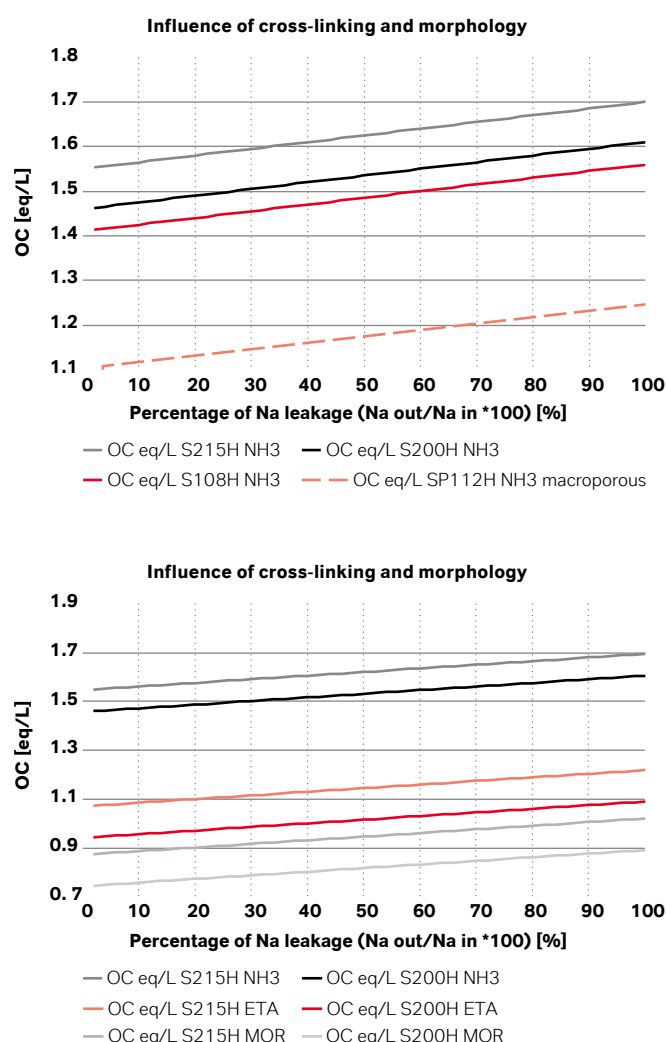 Influence of cross-linking and morphology
1.8
1.7
1.6
1.5
1.4
1.3
1.2
1.1
OC [eq/L]
0 10 20 30 40 50 60 70 80 90 100
Percentage of Na leakage (Na out/Na in *100) [%]
OC eq/L S215H NH3 OC eq/L S200H NH3
OC eq/L S108H NH3 OC eq/L SP112H NH3 macroporous
Influence of cross-linking and morphology
1.9
1.7
1.5
1.3
1.1
0.9
0.7
OC [eq/L]
0 10 20 30 40 50 60 70 80 90 100
Percentage of Na leakage (Na out/Na in *100) [%]
OC eq/L S215H NH3 OC eq/L S200H NH3
OC eq/L S215H ETA OC eq/L S200H ETA
OC eq/L S215H MOR OC eq/L S200H MOR